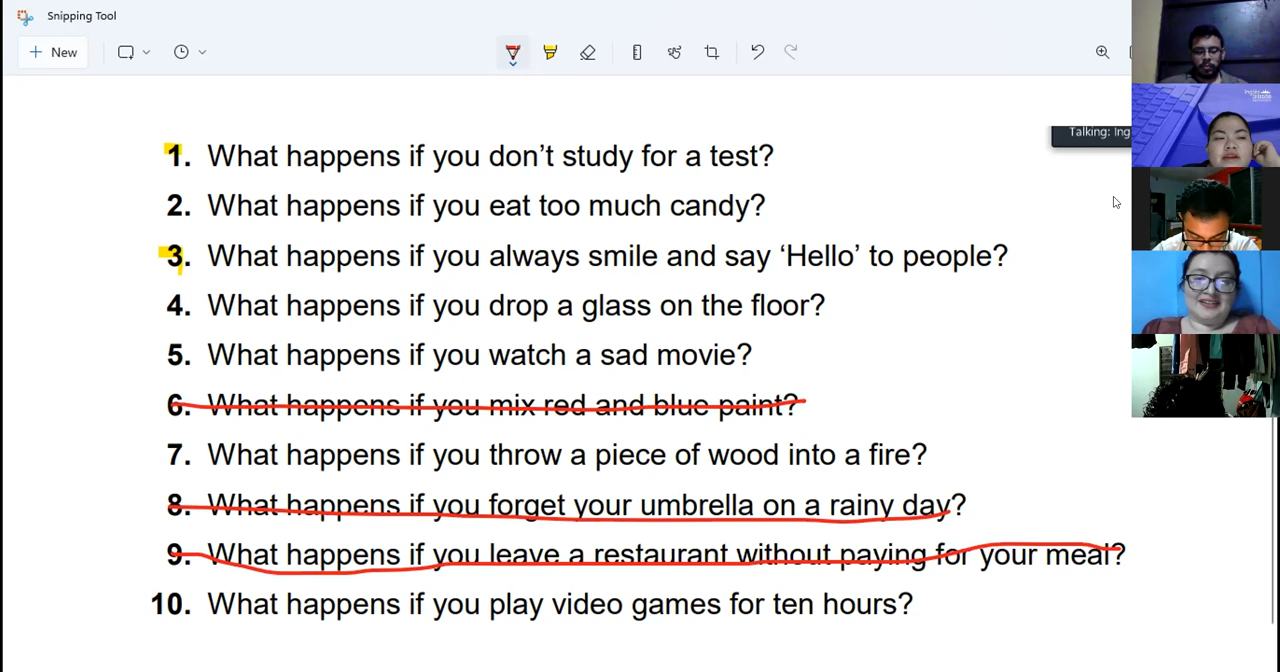 Snipping Tool
New
Talking: Ing
1. What happens if you don’t study for a test?
2. What happens if you eat too much candy?
3. What happens if you always smile and say ‘Hello’ to people?
4. What happens if you drop a glass on the floor?
5. What happens if you watch a sad movie?
6. What happens if you mix red and blue paint?
7. What happens if you throw a piece of wood into a fire?
8. What happens if you forget your umbrella on a rainy day?
9. What happens if you leave a restaurant without paying for your meal?
10. What happens if you play video games for ten hours?